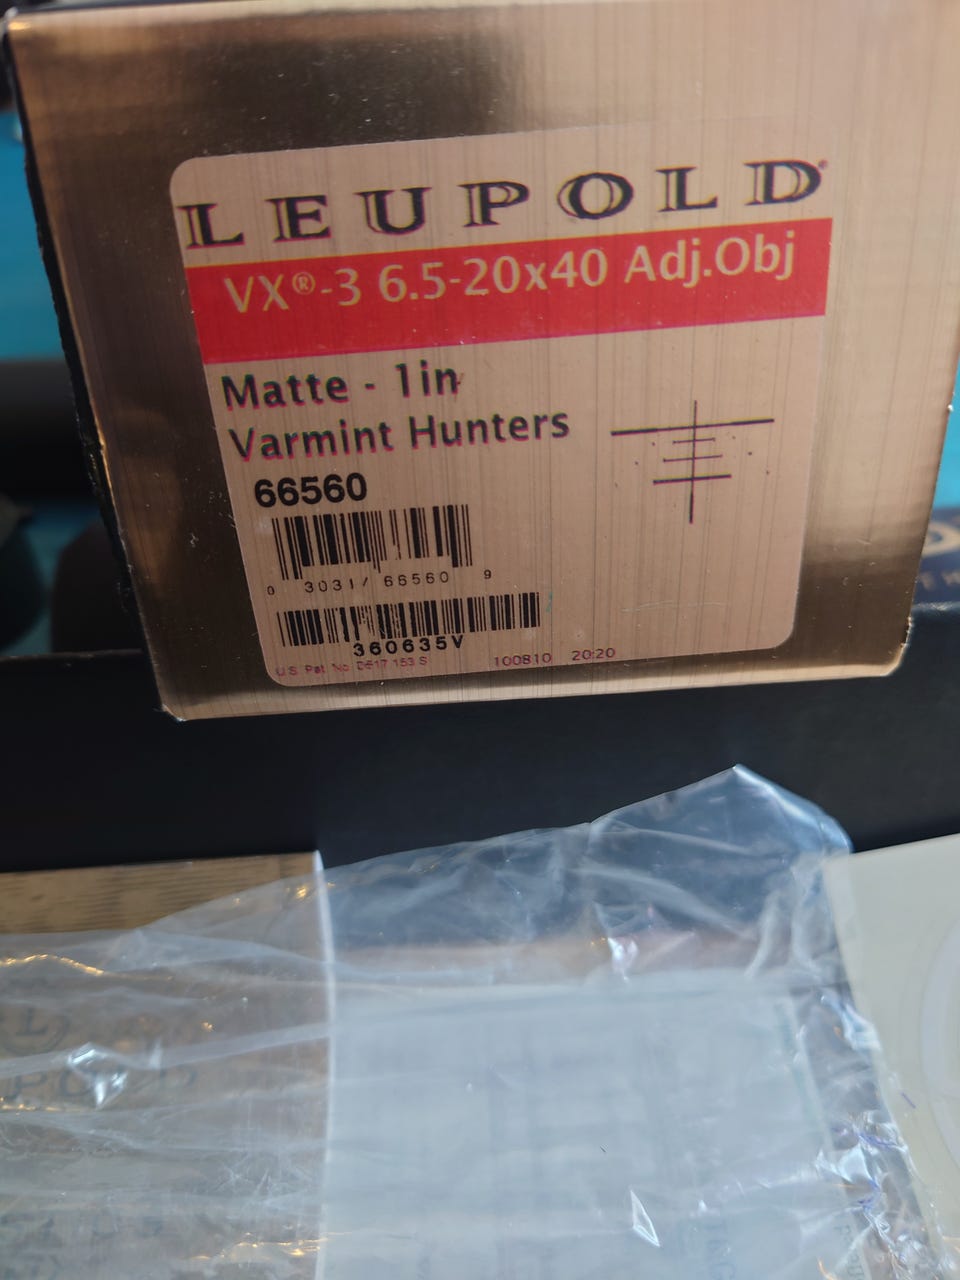 LEUPOLD®
VX®-3 6.5-20x40 Adj.Obj
Matte - 1in
Varmint Hunters
66560
0 30317 66560 9
360635V
U.S. Pat. No. D517,153 S 100810 20:20